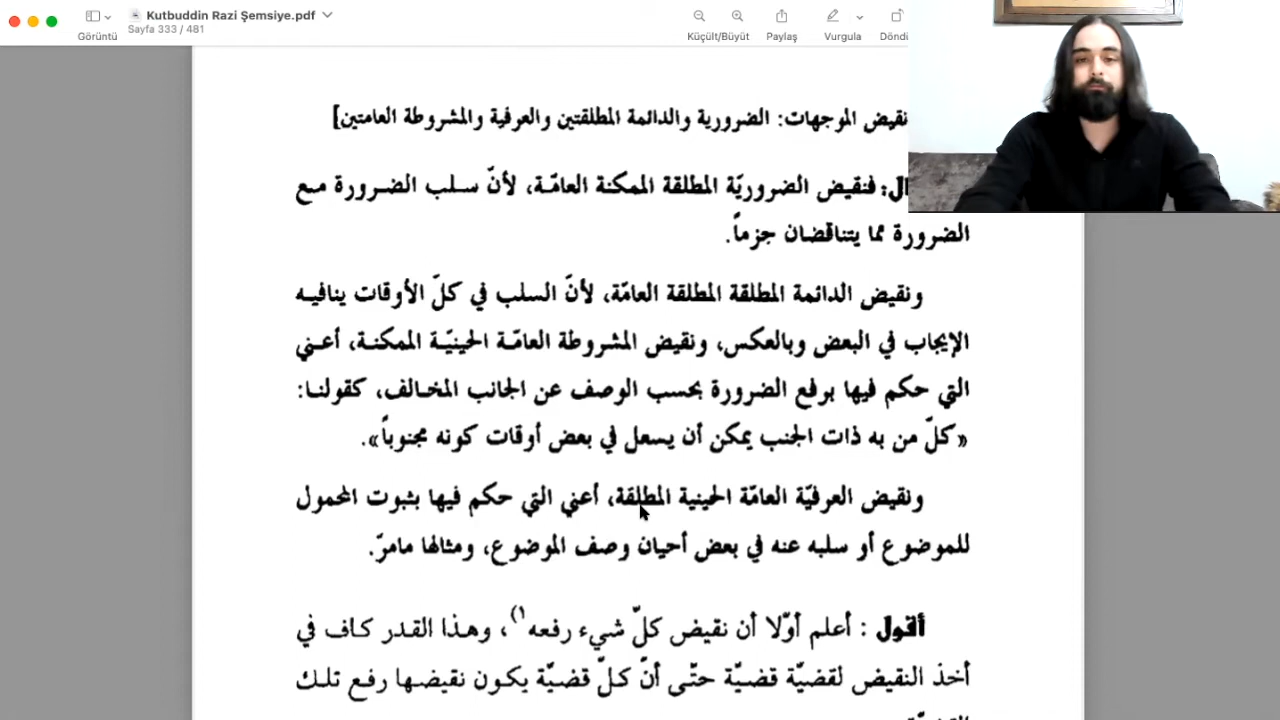 Kutbuddin Razi Şemsiye.pdf
Sayfa 333 / 481
Görüntü
Küçült/Büyüt
Paylaş
Vurgula
Döndü
نقيض الموجهات: الضرورية والدائمة المطلقتين والعرفية والمشروطة العامتين]
ال: فنقيض الضروريّة المطلقة الممكنة العامّة، لأنّ سلب الضرورة مع
الضرورة مما يتناقضان جزماً.
ونقيض الدائمة المطلقة المطلقة العامّة، لأنّ السلب في كلّ الأوقات ينافيه
الإيجاب في البعض وبالعكس، ونقيض المشروطة العامّة الحينيّة الممكنة، أعني
التي حكم فيها برفع الضرورة بحسب الوصف عن الجانب المخالف، كقولنا:
«كلّ من به ذات الجنب يمكن أن يسعل في بعض أوقات كونه مجنوباً».
ونقيض العرفيّة العامّة الحينية المطلقة، أعني التي حكم فيها بثبوت المحمول
للموضوع أو سلبه عنه في بعض أحيان وصف الموضوع، ومثالها مامرّ.
أقول: أعلم أوّلا أن نقيض كلّ شيء رفعه(١)، وهذا القدر كاف في
أخذ النقيض لقضيّة قضيّة حتّى أنّ كلّ قضيّة يكون نقيضها رفع تلك